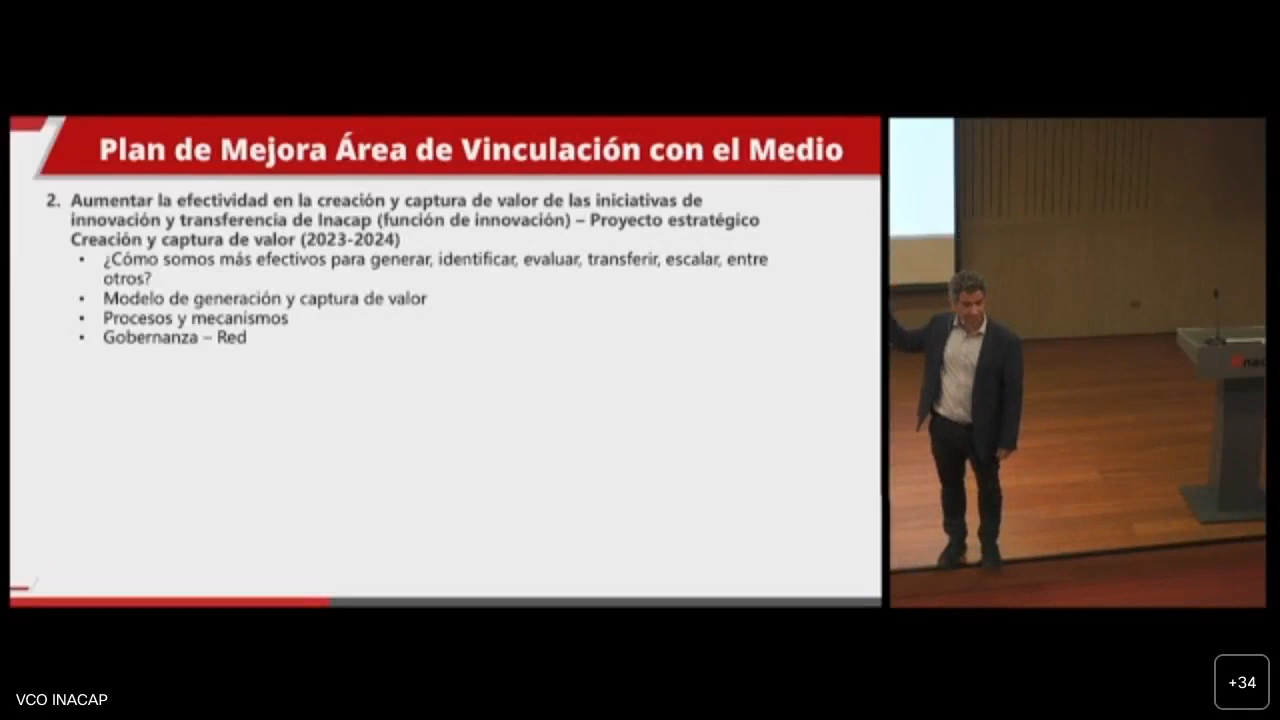 Plan de Mejora Área de Vinculación con el Medio
2. Aumentar la efectividad en la creación y captura de valor de las iniciativas de
innovación y transferencia de Inacap (función de innovación) – Proyecto estratégico
Creación y captura de valor (2023-2024)
• ¿Cómo somos más efectivos para generar, identificar, evaluar, transferir, escalar, entre
otros?
• Modelo de generación y captura de valor
• Procesos y mecanismos
• Gobernanza – Red
inac
VCO INACAP
+34